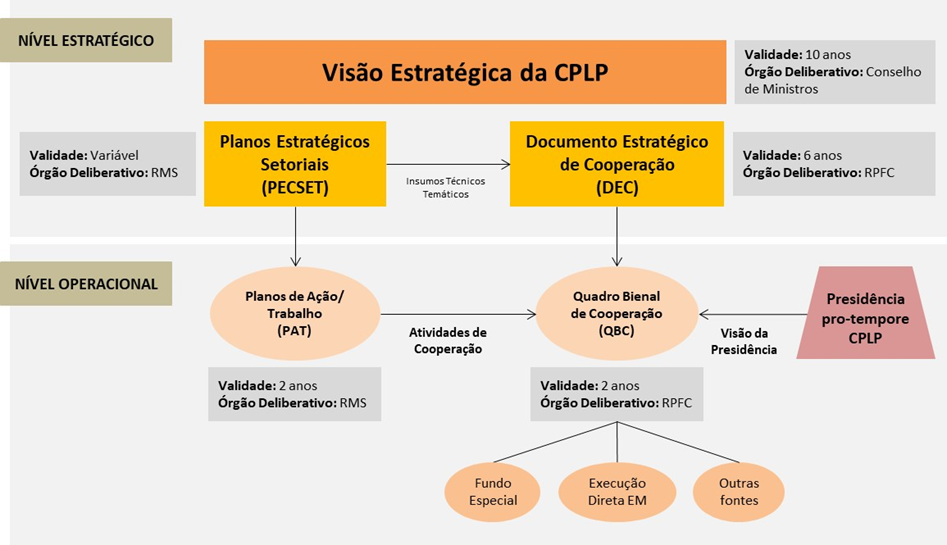 NÍVEL ESTRATÉGICO
Visão Estratégica da CPLP
Validade: 10 anos
Órgão Deliberativo: Conselho
de Ministros
Validade: Variável
Órgão Deliberativo: RMS
Planos Estratégicos
Setoriais
(PECSET)
Insumos Técnicos
Temáticos
Documento Estratégico
de Cooperação
(DEC)
Validade: 6 anos
Órgão Deliberativo: RPFC
NÍVEL OPERACIONAL
Planos de Ação/
Trabalho
(PAT)
Atividades de
Cooperação
Quadro Bienal
de Cooperação
(QBC)
Visão da
Presidência
Presidência
pro-tempore
CPLP
Validade: 2 anos
Órgão Deliberativo: RMS
Validade: 2 anos
Órgão Deliberativo: RPFC
Fundo
Especial
Execução
Direta EM
Outras
fontes